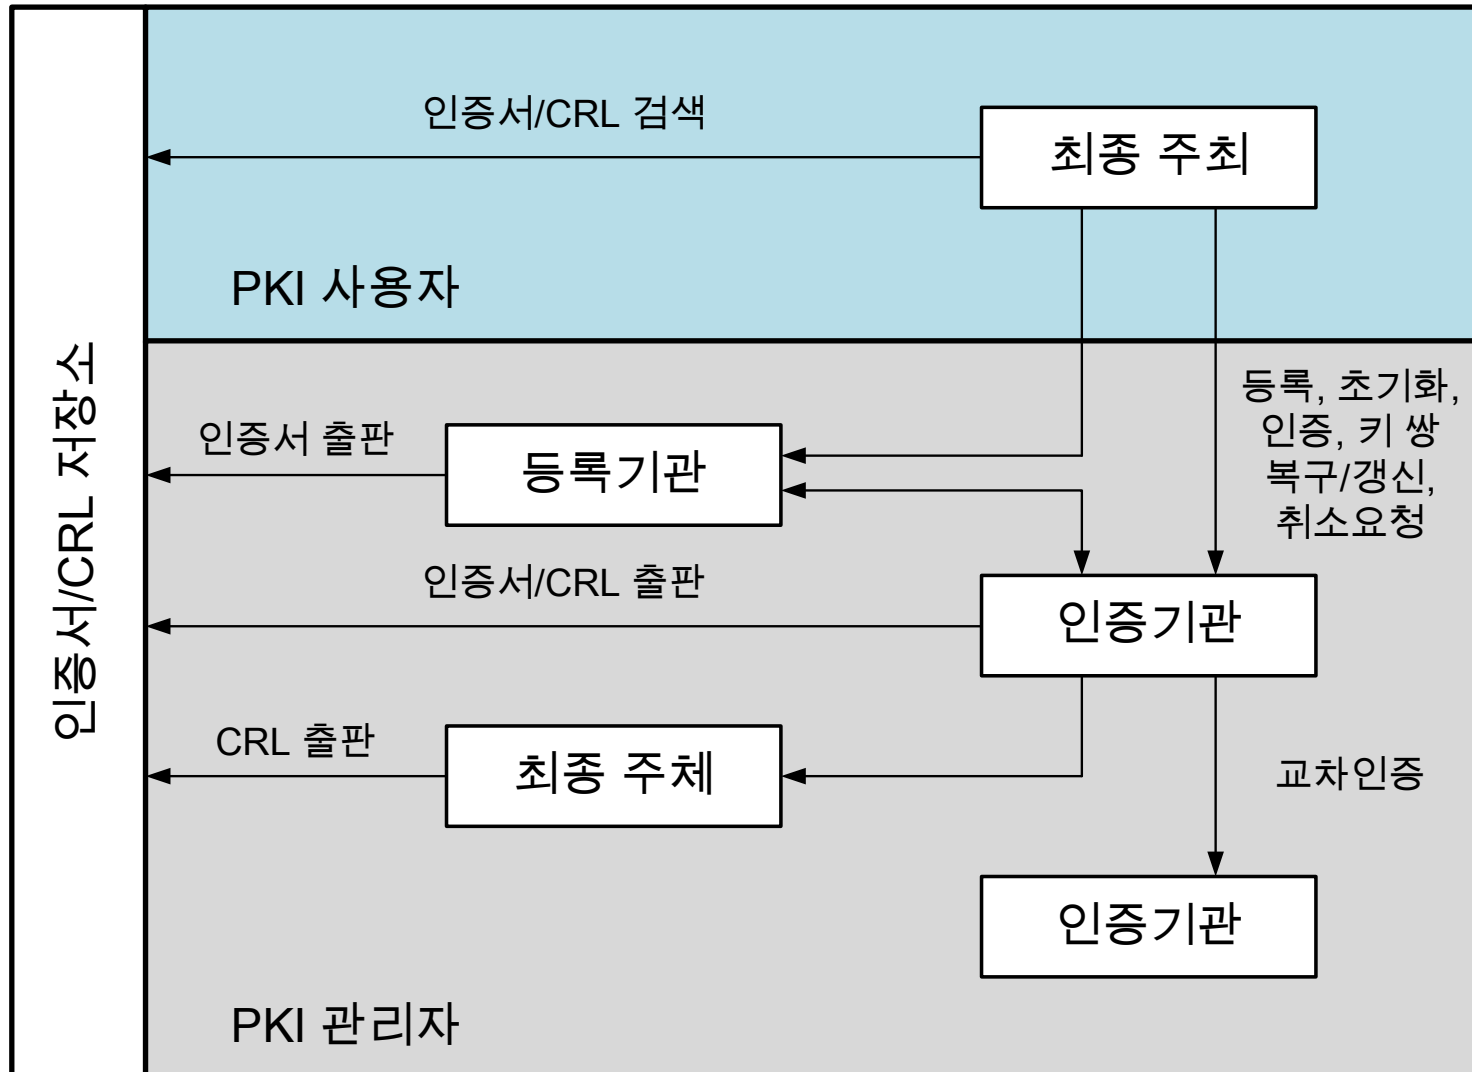 인증서/CRL 저장소
인증서/CRL 검색
최종 주최
PKI 사용자
등록, 초기화,
인증, 키 쌍
복구/갱신,
취소요청
인증서 출판
등록기관
인증서/CRL 출판
인증기관
CRL 출판
최종 주체
교차인증
인증기관
PKI 관리자